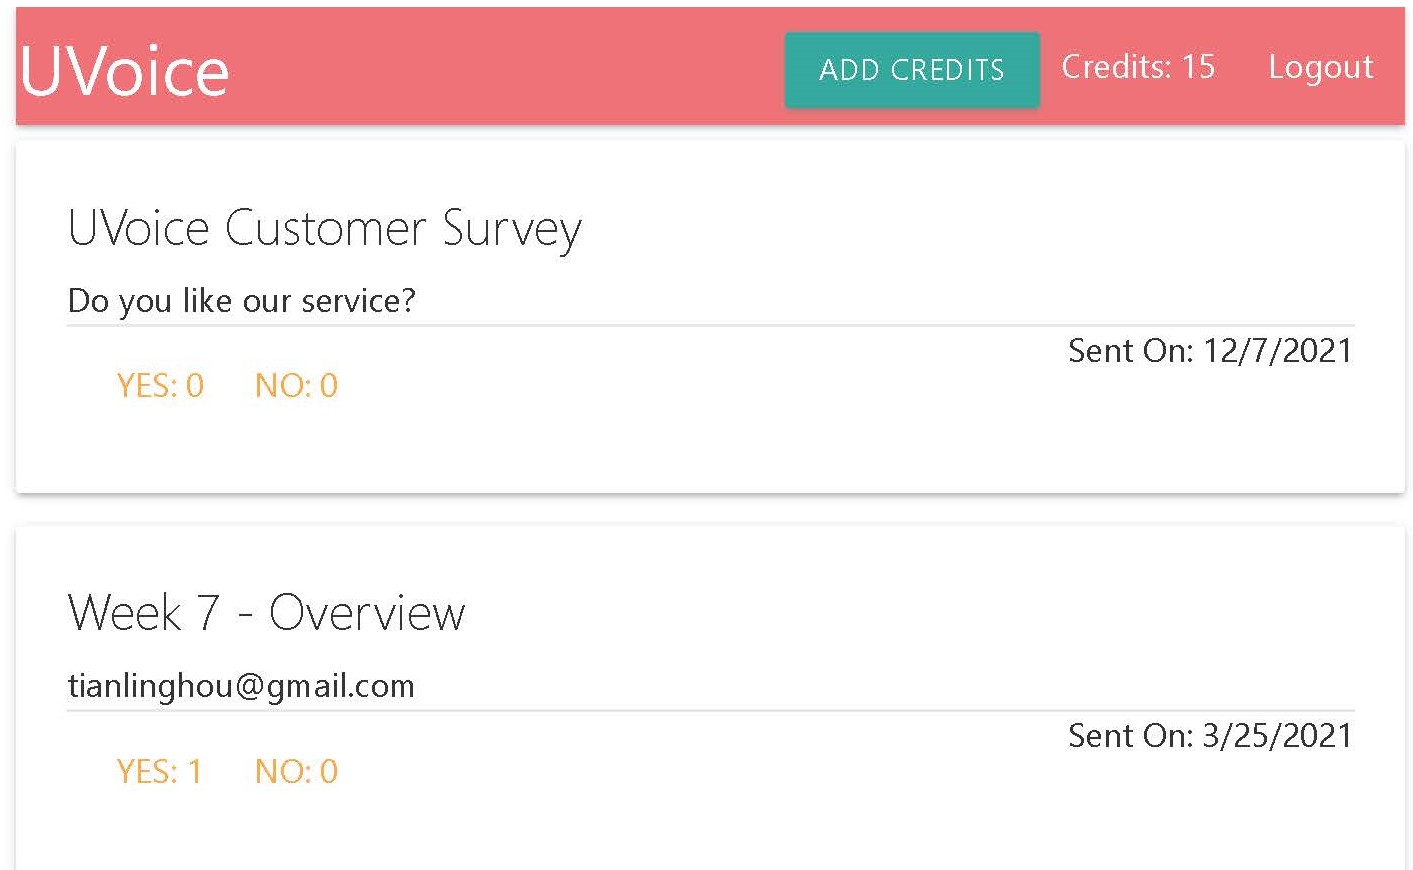 UVoice
ADD CREDITS
Credits: 15
Logout
UVoice Customer Survey
Do you like our service?
Sent On: 12/7/2021
YES: 0 NO: 0
Week 7 - Overview
tianlinghou@gmail.com
Sent On: 3/25/2021
YES: 1 NO: 0